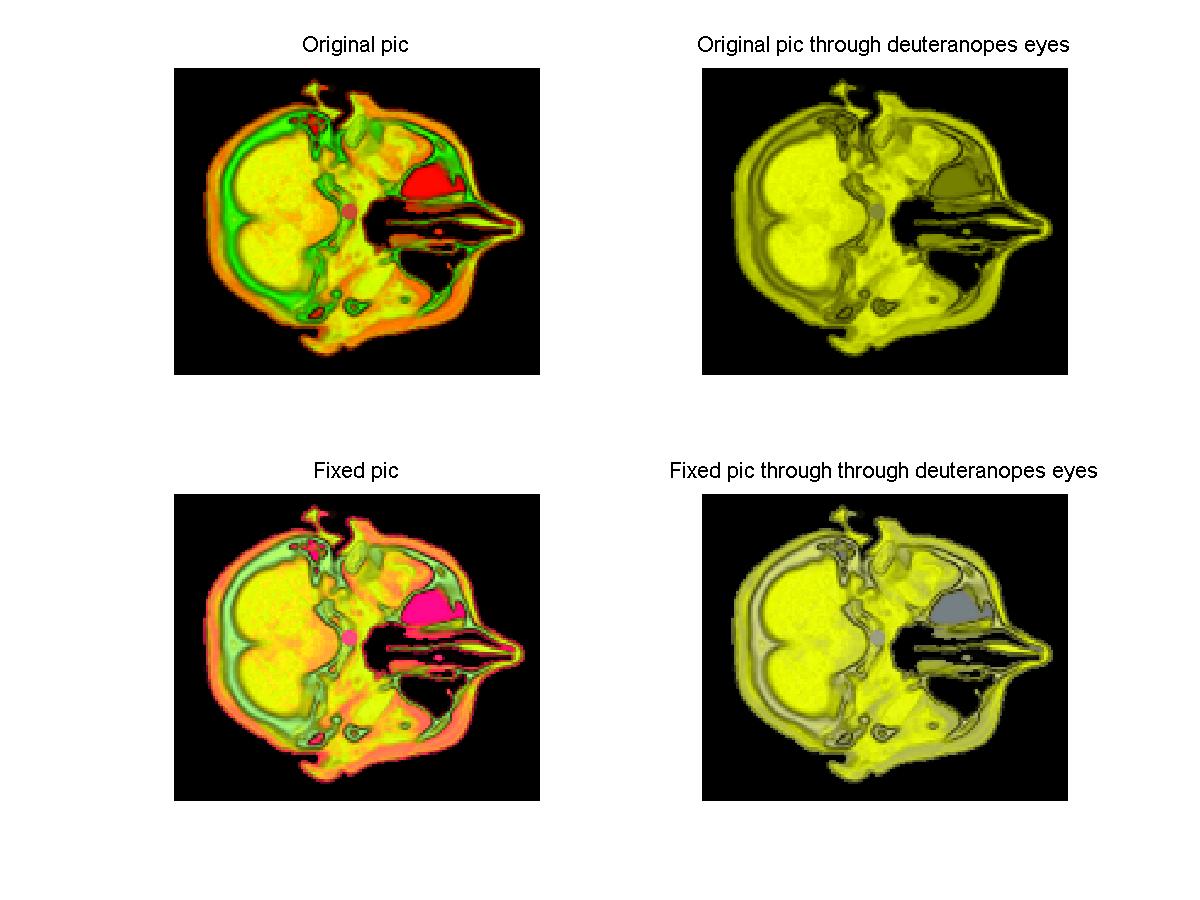 Original pic
Original pic through deuteranopes eyes
Fixed pic
Fixed pic through through deuteranopes eyes